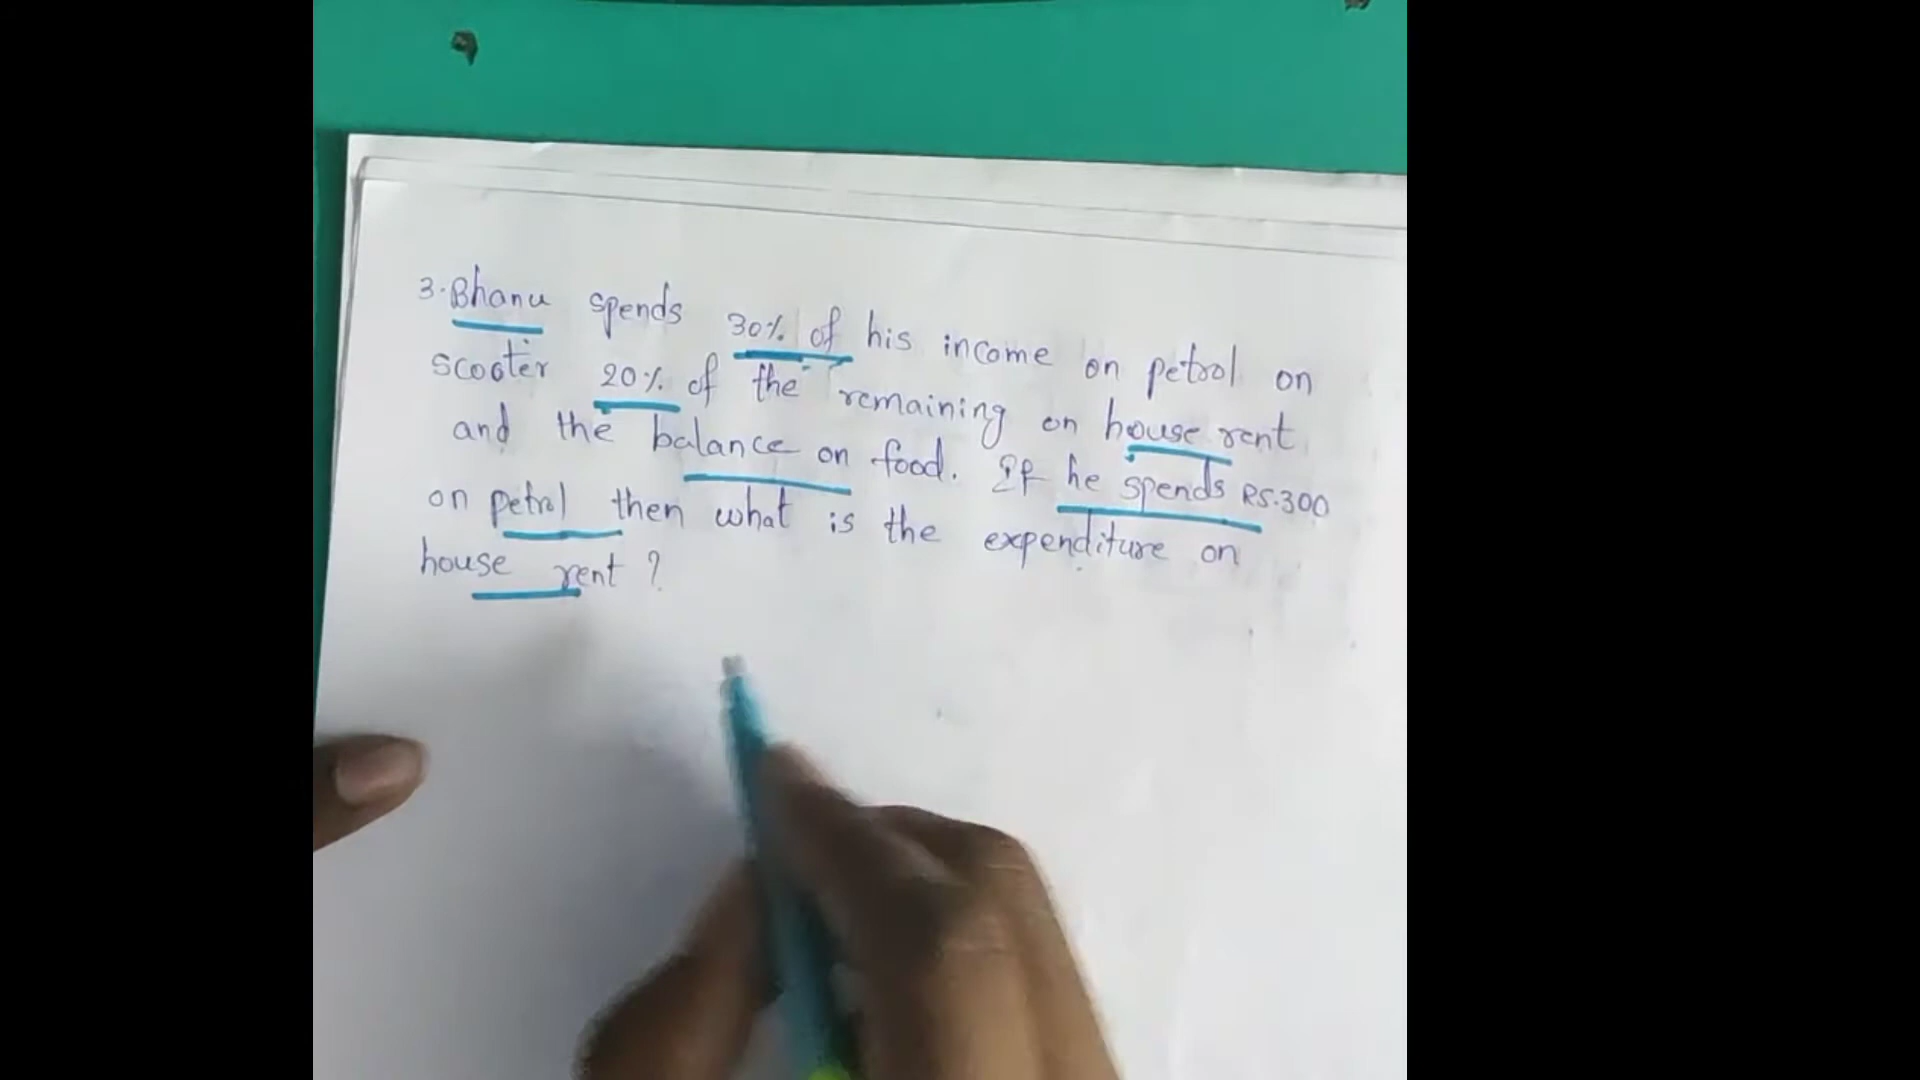 3. Bhanu spends 30% of his income on petrol on
scooter 20% of the remaining on house rent
and the balance on food. If he spends RS.300
on petrol then what is the expenditure on
house rent ?